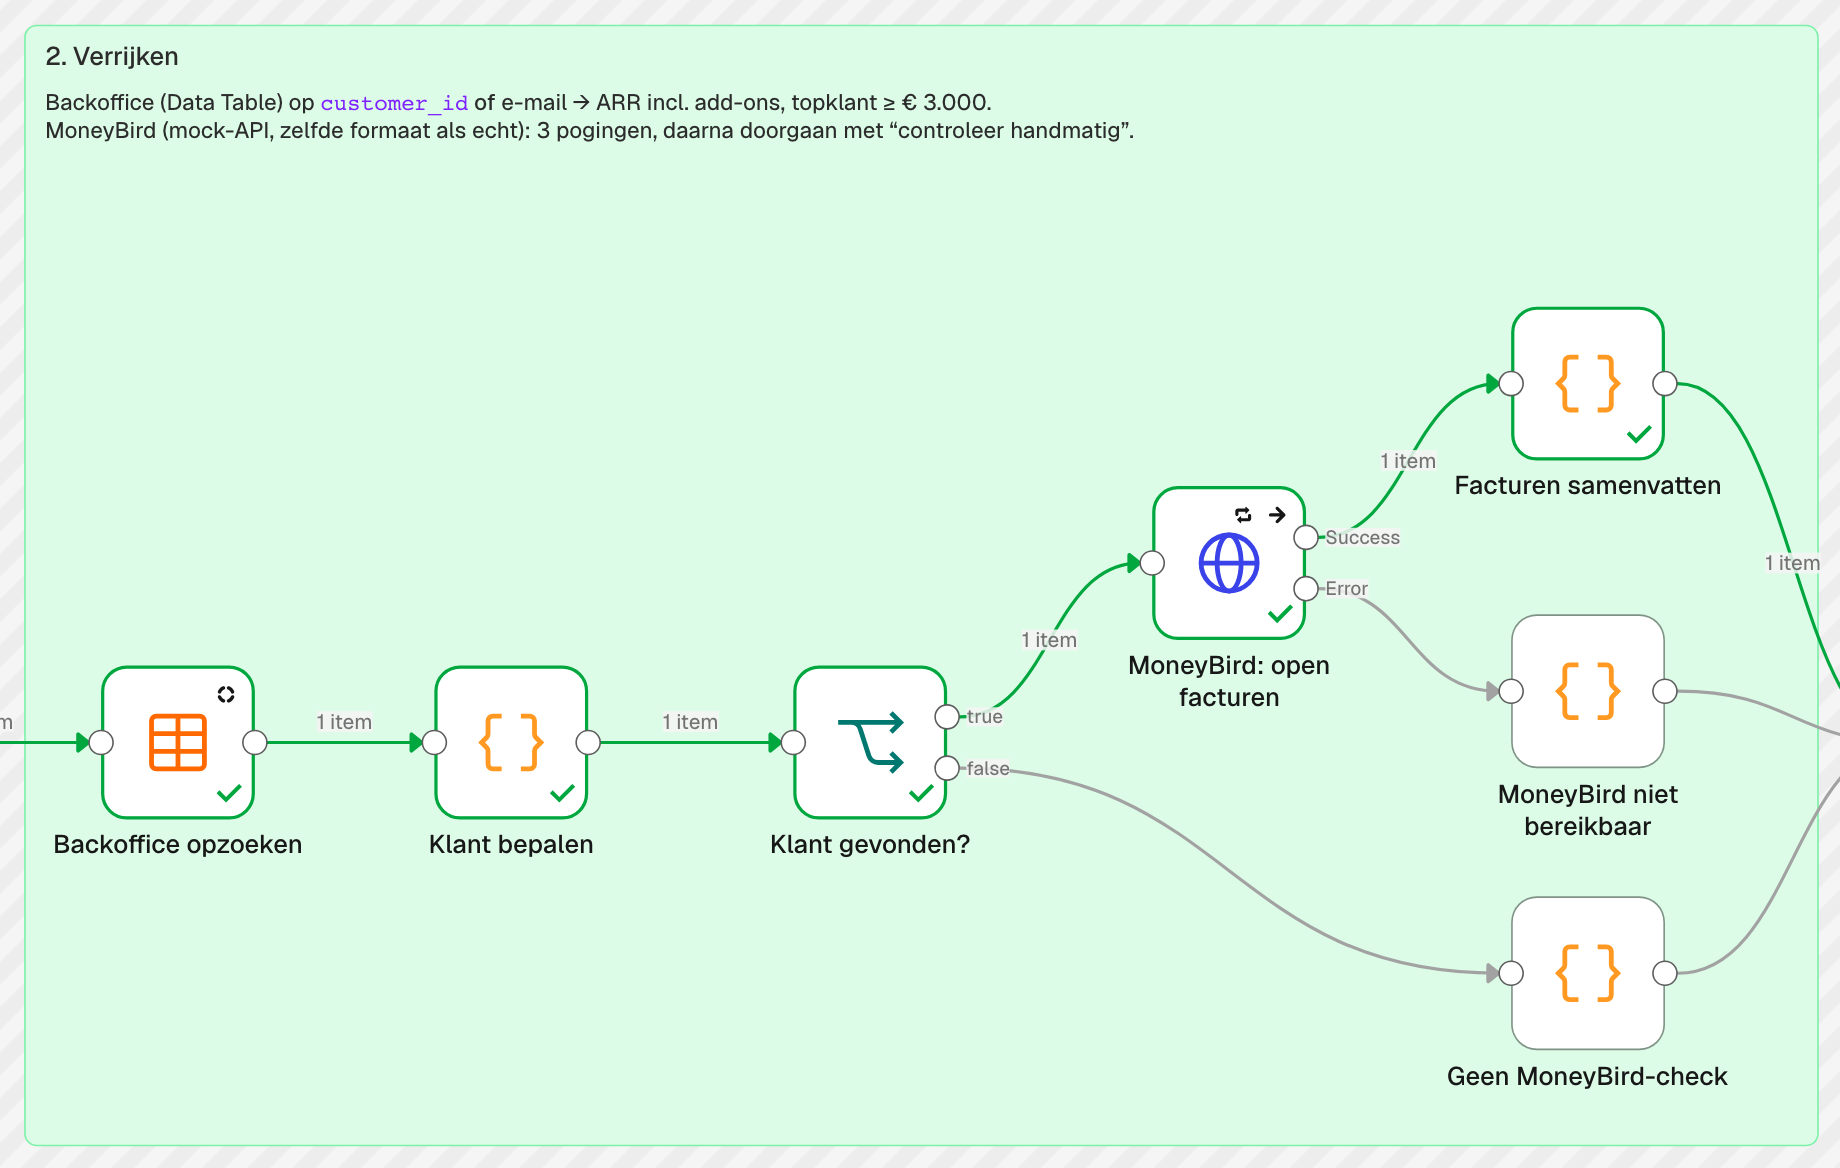 2. Verrijken
Backoffice (Data Table) op customer_id of e-mail → ARR incl. add-ons, topklant ≥ € 3.000.
MoneyBird (mock-API, zelfde formaat als echt): 3 pogingen, daarna doorgaan met “controleer handmatig”.
1 item
Facturen samenvatten
Success
1 item
Error
1 item
MoneyBird: open
facturen
m
1 item
1 item
true
false
MoneyBird niet
bereikbaar
Backoffice opzoeken
Klant bepalen
Klant gevonden?
Geen MoneyBird-check